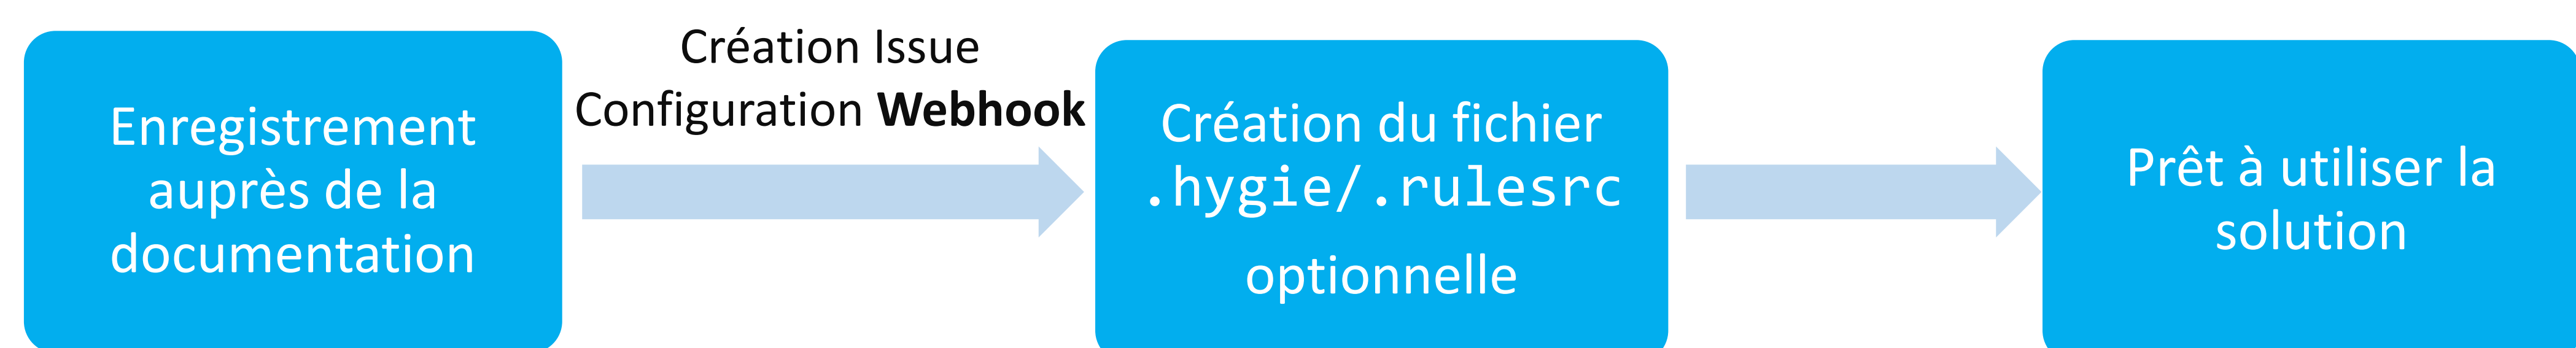 Enregistrement
auprès de la
documentation
Création Issue
Configuration Webhook
Création du fichier
.hygie/.rulesrc
optionnelle
Prêt à utiliser la
solution